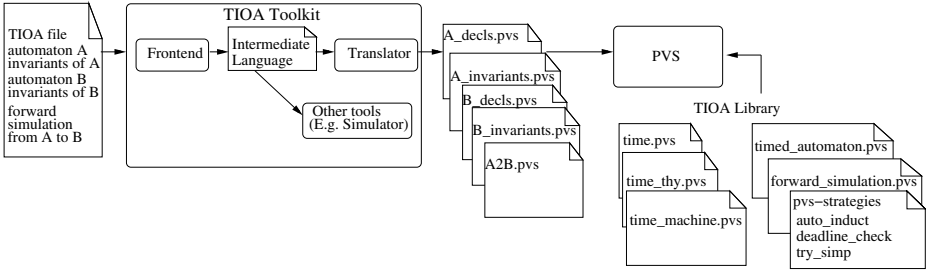 TIOA file
automaton A
invariants of A
automaton B
invariants of B
forward
simulation
from A to B
TIOA Toolkit
Frontend
Intermediate
Language
Translator
Other tools
(E.g. Simulator)
A_decls.pvs
A_invariants.pvs
B_decls.pvs
B_invariants.pvs
A2B.pvs
PVS
TIOA Library
time.pvs
time_thy.pvs
time_machine.pvs
timed_automaton.pvs
forward_simulation.pvs
pvs−strategies
auto_induct
deadline_check
try_simp